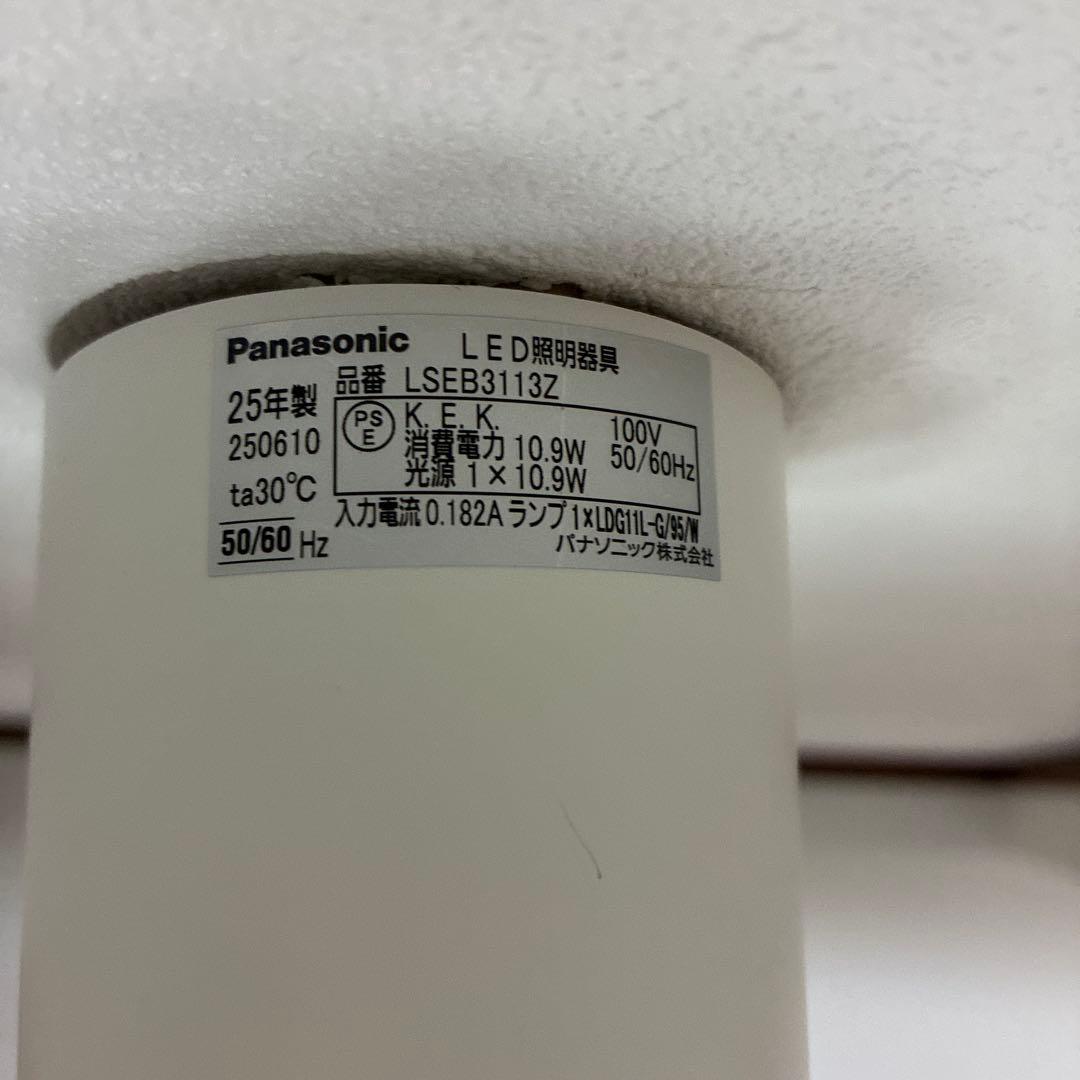 Panasonic LED照明器具
25年製 品番 LSEB3113Z
250610
ta30℃
50/60 Hz
PS
E
K.E.K.
消費電力 10.9W
光源 1×10.9W
100V
50/60Hz
入力電流 0.182A ランプ 1×LDG11L-G/95/W
パナソニック株式会社